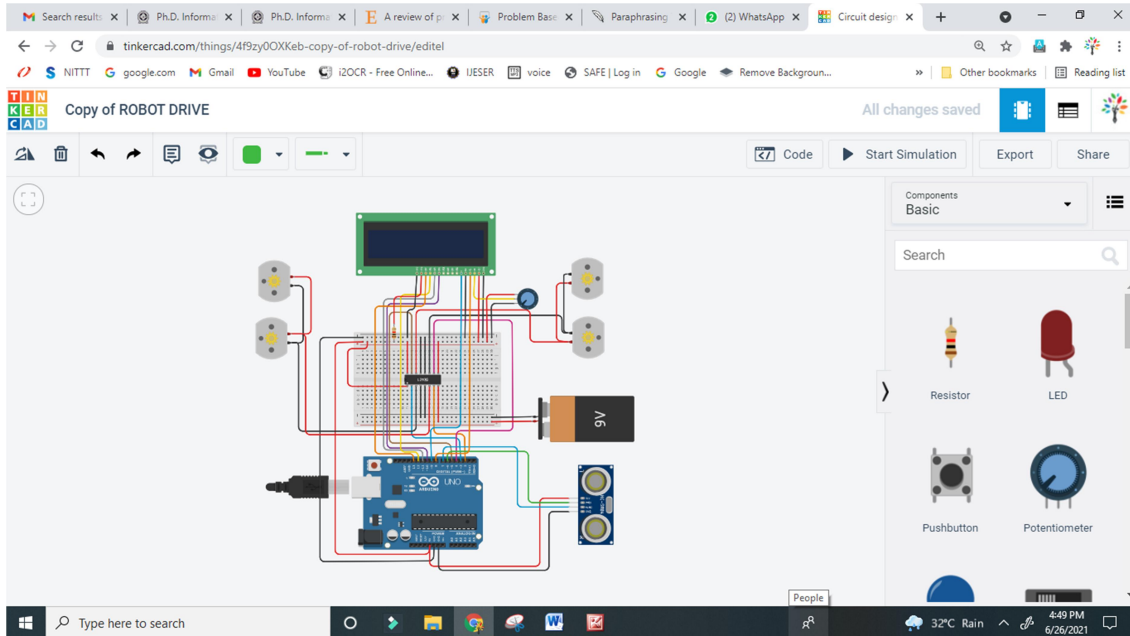 Search results
Ph.D. Informa
Ph.D. Informa
A review of p
Problem Base
Paraphrasing
(2) WhatsApp
Circuit design
tinkercad.com/things/4f9zy0OXKeb-copy-of-robot-drive/editel
NITTT
google.com
Gmail
YouTube
i2OCR - Free Online...
IJESER
voice
SAFE | Log in
Google
Remove Backgroun...
»
Other bookmarks
Reading list
TIN
KER
CAD
Copy of ROBOT DRIVE
All changes saved
Code
Start Simulation
Export
Share
Components
Basic
Search
Resistor
LED
Pushbutton
Potentiometer
9V
UNO
ARDUINO
People
Type here to search
32°C Rain
4:49 PM
6/26/2021